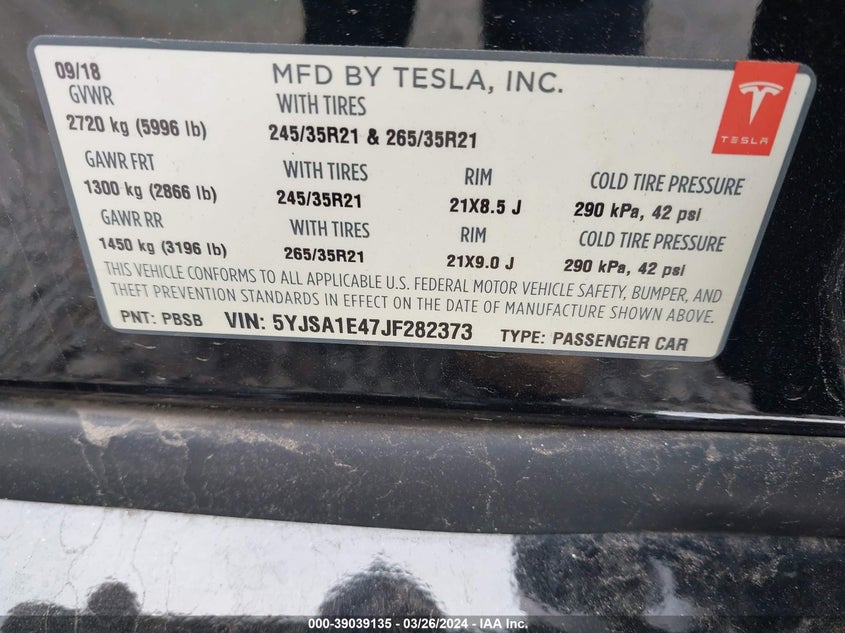 09/18 MFD BY TESLA, INC.
GVWR WITH TIRES
2720 kg (5996 lb) 245/35R21 & 265/35R21
TESLA
GAWR FRT WITH TIRES RIM COLD TIRE PRESSURE
1300 kg (2866 lb) 245/35R21 21X8.5 J 290 kPa, 42 psi
GAWR RR WITH TIRES RIM COLD TIRE PRESSURE
1450 kg (3196 lb) 265/35R21 21X9.0 J 290 kPa, 42 psi
THIS VEHICLE CONFORMS TO ALL APPLICABLE U.S. FEDERAL MOTOR VEHICLE SAFETY, BUMPER, AND
THEFT PREVENTION STANDARDS IN EFFECT ON THE DATE OF MANUFACTURE SHOWN ABOVE.
PNT: PBSB VIN: 5YJSA1E47JF282373 TYPE: PASSENGER CAR
000-39039135 - 03/26/2024 - IAA Inc.